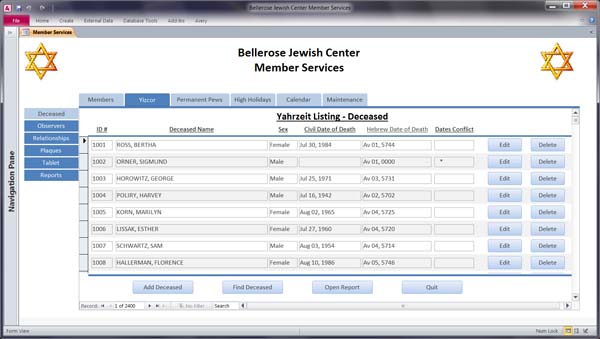 Bellerose Jewish Center Member Services
File Home Create External Data Database Tools Add-Ins Avery
Member Services
Bellerose Jewish Center
Member Services
Members Yizcor Permanent Pews High Holidays Calendar Maintenance
Navigation Pane
Deceased
Observers
Relationships
Plaques
Tablet
Reports
Yahrzeit Listing - Deceased
ID # Deceased Name Sex Civil Date of Death Hebrew Date of Death Dates Conflict
1001 ROSS, BERTHA Female Jul 30, 1984 Av 01, 5744 Edit Delete
1002 ORNER, SIGMUND Male Av 01, 0000 * Edit Delete
1003 HOROWITZ, GEORGE Male Jul 25, 1971 Av 03, 5731 Edit Delete
1004 POLIRY, HARVEY Male Jul 16, 1942 Av 02, 5702 Edit Delete
1005 KORN, MARILYN Female Aug 02, 1965 Av 04, 5725 Edit Delete
1006 LISSAK, ESTHER Female Jul 27, 1960 Av 04, 5720 Edit Delete
1007 SCHWARTZ, SAM Male Aug 03, 1954 Av 04, 5714 Edit Delete
1008 HALLERMAN, FLORENCE Female Aug 10, 1986 Av 05, 5746 Edit Delete
Add Deceased Find Deceased Open Report Quit
Record: 1 of 2400 No Filter Search
Form View Num Lock